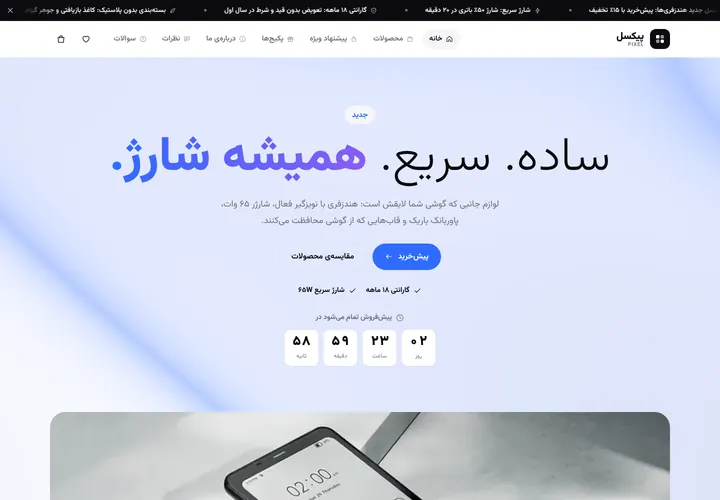 جدید هندزفری‌ها: پیش‌خرید با ۱۵٪ تخفیف
شارژ سریع: شارژ ۵۰٪ باتری در ۲۰ دقیقه
گارانتی ۱۸ ماهه: تعویض بدون قید و شرط در سال اول
بسته‌بندی بدون پلاستیک: کاغذ بازیافتی و جوهر گیاهی
پیکسل
PIXEL
خانه
محصولات
پیشنهاد ویژه
پکیج‌ها
درباره‌ی ما
نظرات
سوالات
جدید
ساده. سریع. همیشه شارژ.
لوازم جانبی که گوشی شما لایقش است: هندزفری با نویزگیر فعال، شارژر ۶۵ وات،
پاوربانک باریک و قاب‌هایی که از گوشی محافظت می‌کنند.
پیش‌خرید
مقایسه‌ی محصولات
گارانتی ۱۸ ماهه
شارژ سریع 65W
پیش‌فروش تمام می‌شود در
۰۲
روز
۲۳
ساعت
۵۹
دقیقه
۵۸
ثانیه
02:00